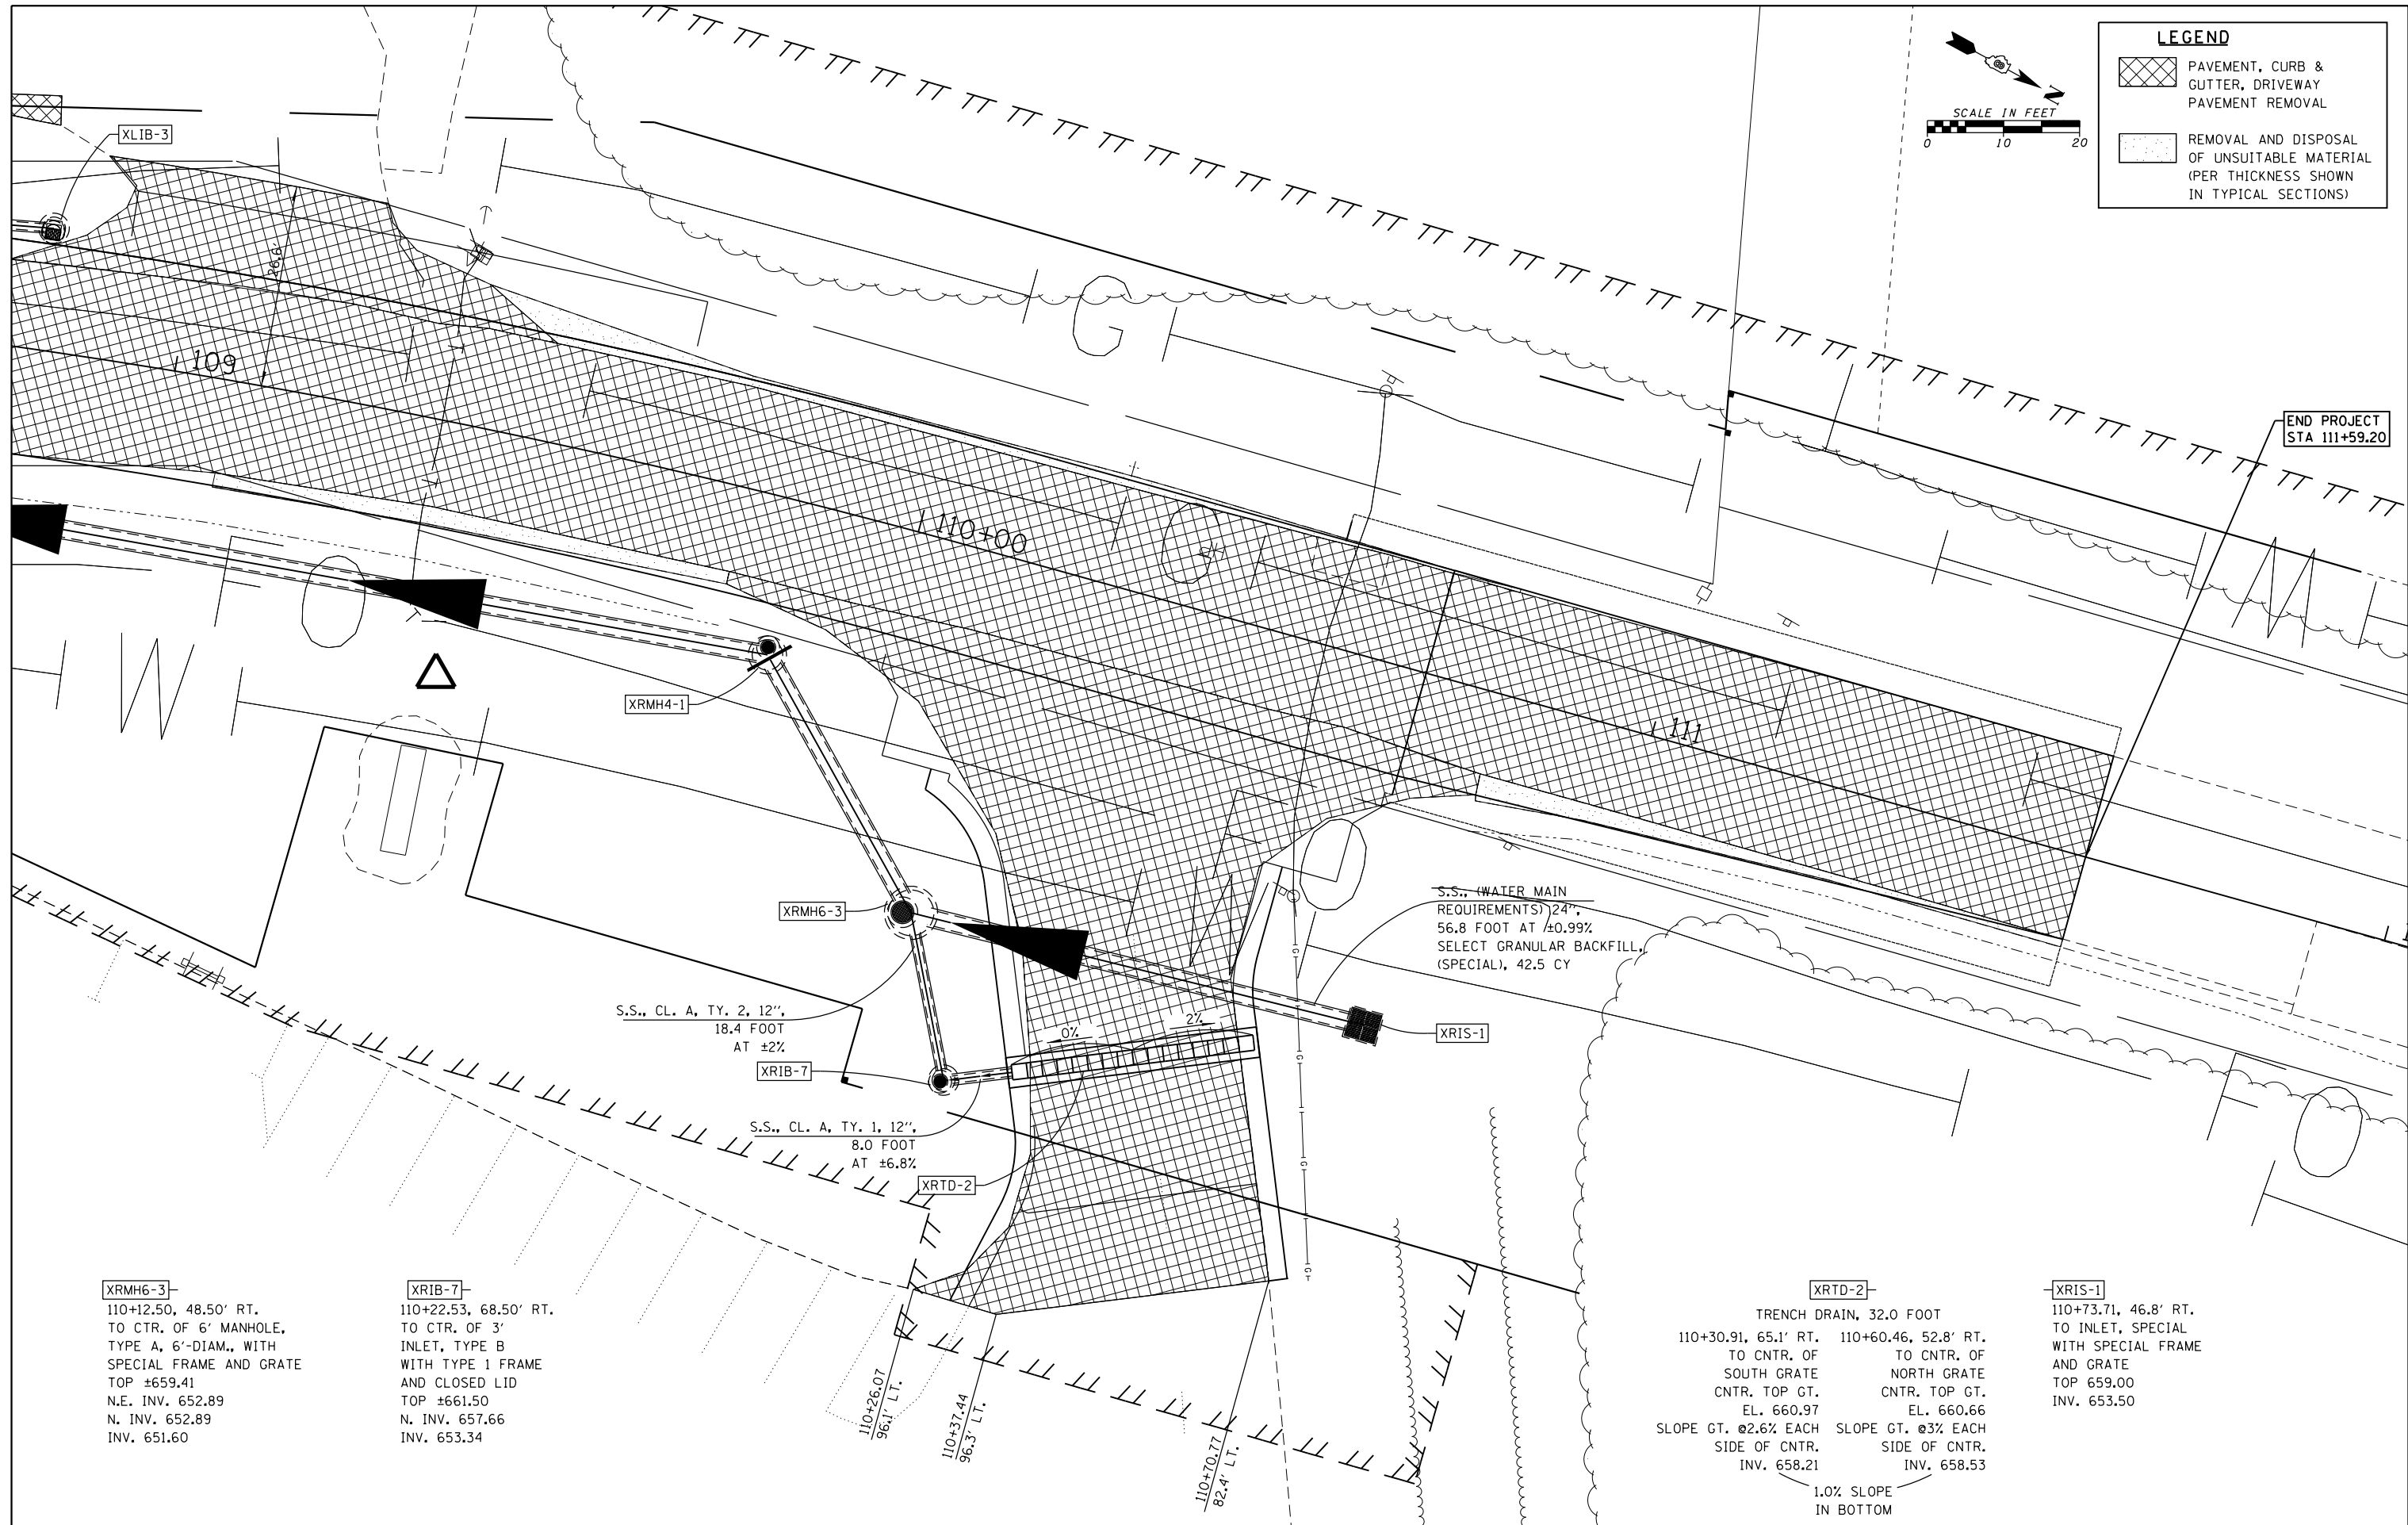 LEGEND
PAVEMENT, CURB &
GUTTER, DRIVEWAY
PAVEMENT REMOVAL
REMOVAL AND DISPOSAL
OF UNSUITABLE MATERIAL
(PER THICKNESS SHOWN
IN TYPICAL SECTIONS)
N
SCALE IN FEET
0 10 20
XLIB-3
26.6'
109
G
110+00
O
END PROJECT
STA 111+59.20
W
O
W
111
XRMH4-1
XRMH6-3
O
W
S.S., (WATER MAIN
REQUIREMENTS) 24",
56.8 FOOT AT ±0.99%
SELECT GRANULAR BACKFILL,
(SPECIAL), 42.5 CY
S.S., CL. A, TY. 2, 12",
18.4 FOOT
AT ±2%
0%
2%
XRIS-1
XRIB-7
S.S., CL. A, TY. 1, 12",
8.0 FOOT
AT ±6.8%
XRTD-2
G
G
G
G
O
XRMH6-3
110+12.50, 48.50' RT.
TO CTR. OF 6' MANHOLE,
TYPE A, 6'-DIAM., WITH
SPECIAL FRAME AND GRATE
TOP ±659.41
N.E. INV. 652.89
N. INV. 652.89
INV. 651.60
XRIB-7
110+22.53, 68.50' RT.
TO CTR. OF 3'
INLET, TYPE B
WITH TYPE 1 FRAME
AND CLOSED LID
TOP ±661.50
N. INV. 657.66
INV. 653.34
110+26.07
96.1' LT.
110+37.44
96.3' LT.
110+70.77
82.4' LT.
XRTD-2
TRENCH DRAIN, 32.0 FOOT
110+30.91, 65.1' RT.
TO CNTR. OF
SOUTH GRATE
CNTR. TOP GT.
EL. 660.97
SLOPE GT. @2.6% EACH
SIDE OF CNTR.
INV. 658.21
110+60.46, 52.8' RT.
TO CNTR. OF
NORTH GRATE
CNTR. TOP GT.
EL. 660.66
SLOPE GT. @3% EACH
SIDE OF CNTR.
INV. 658.53
1.0% SLOPE
IN BOTTOM
XRIS-1
110+73.71, 46.8' RT.
TO INLET, SPECIAL
WITH SPECIAL FRAME
AND GRATE
TOP 659.00
INV. 653.50